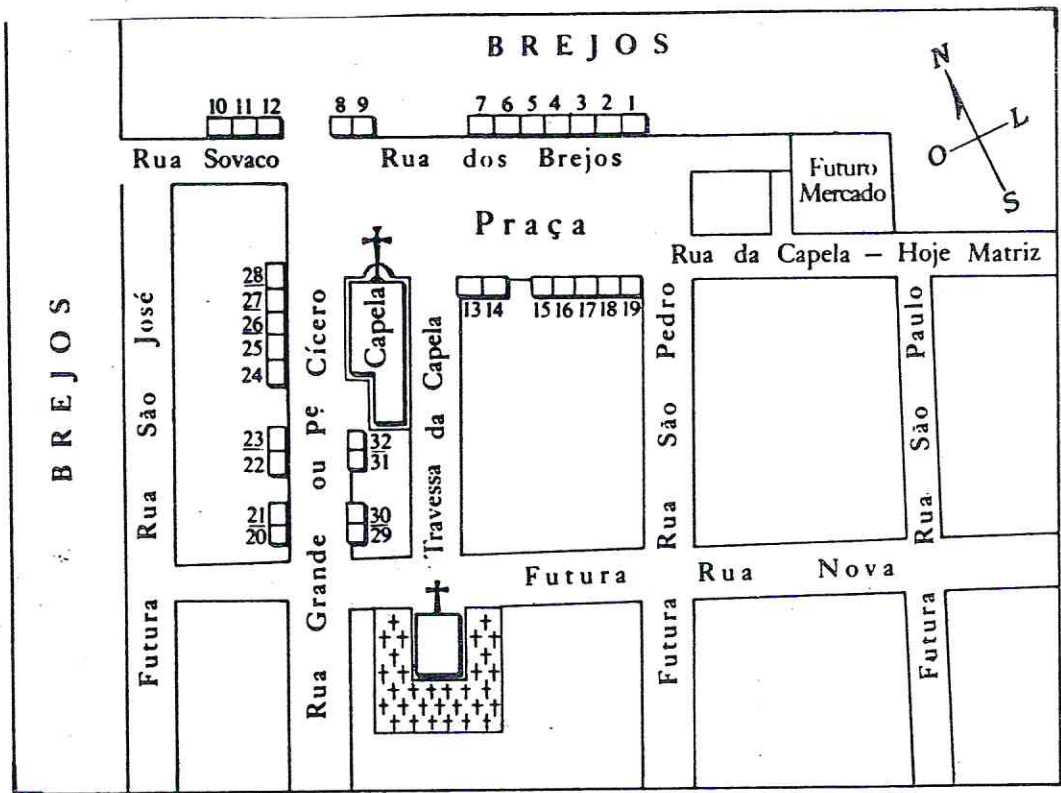 BREJOS
N
L
O
S
10 11 12
8 9
7 6 5 4 3 2 1
Rua Sovaco
Rua dos Brejos
Futuro
Mercado
Praça
Rua da Capela – Hoje Matriz
BREJOS
Futura Rua São José
28
27
26
25
24
23
22
21
20
Rua Grande ou pe Cícero
Capela
32
31
30
29
Travessa da Capela
13 14
15 16 17 18 19
Futura Rua São Pedro
Futura Rua São Paulo
Futura Rua Nova